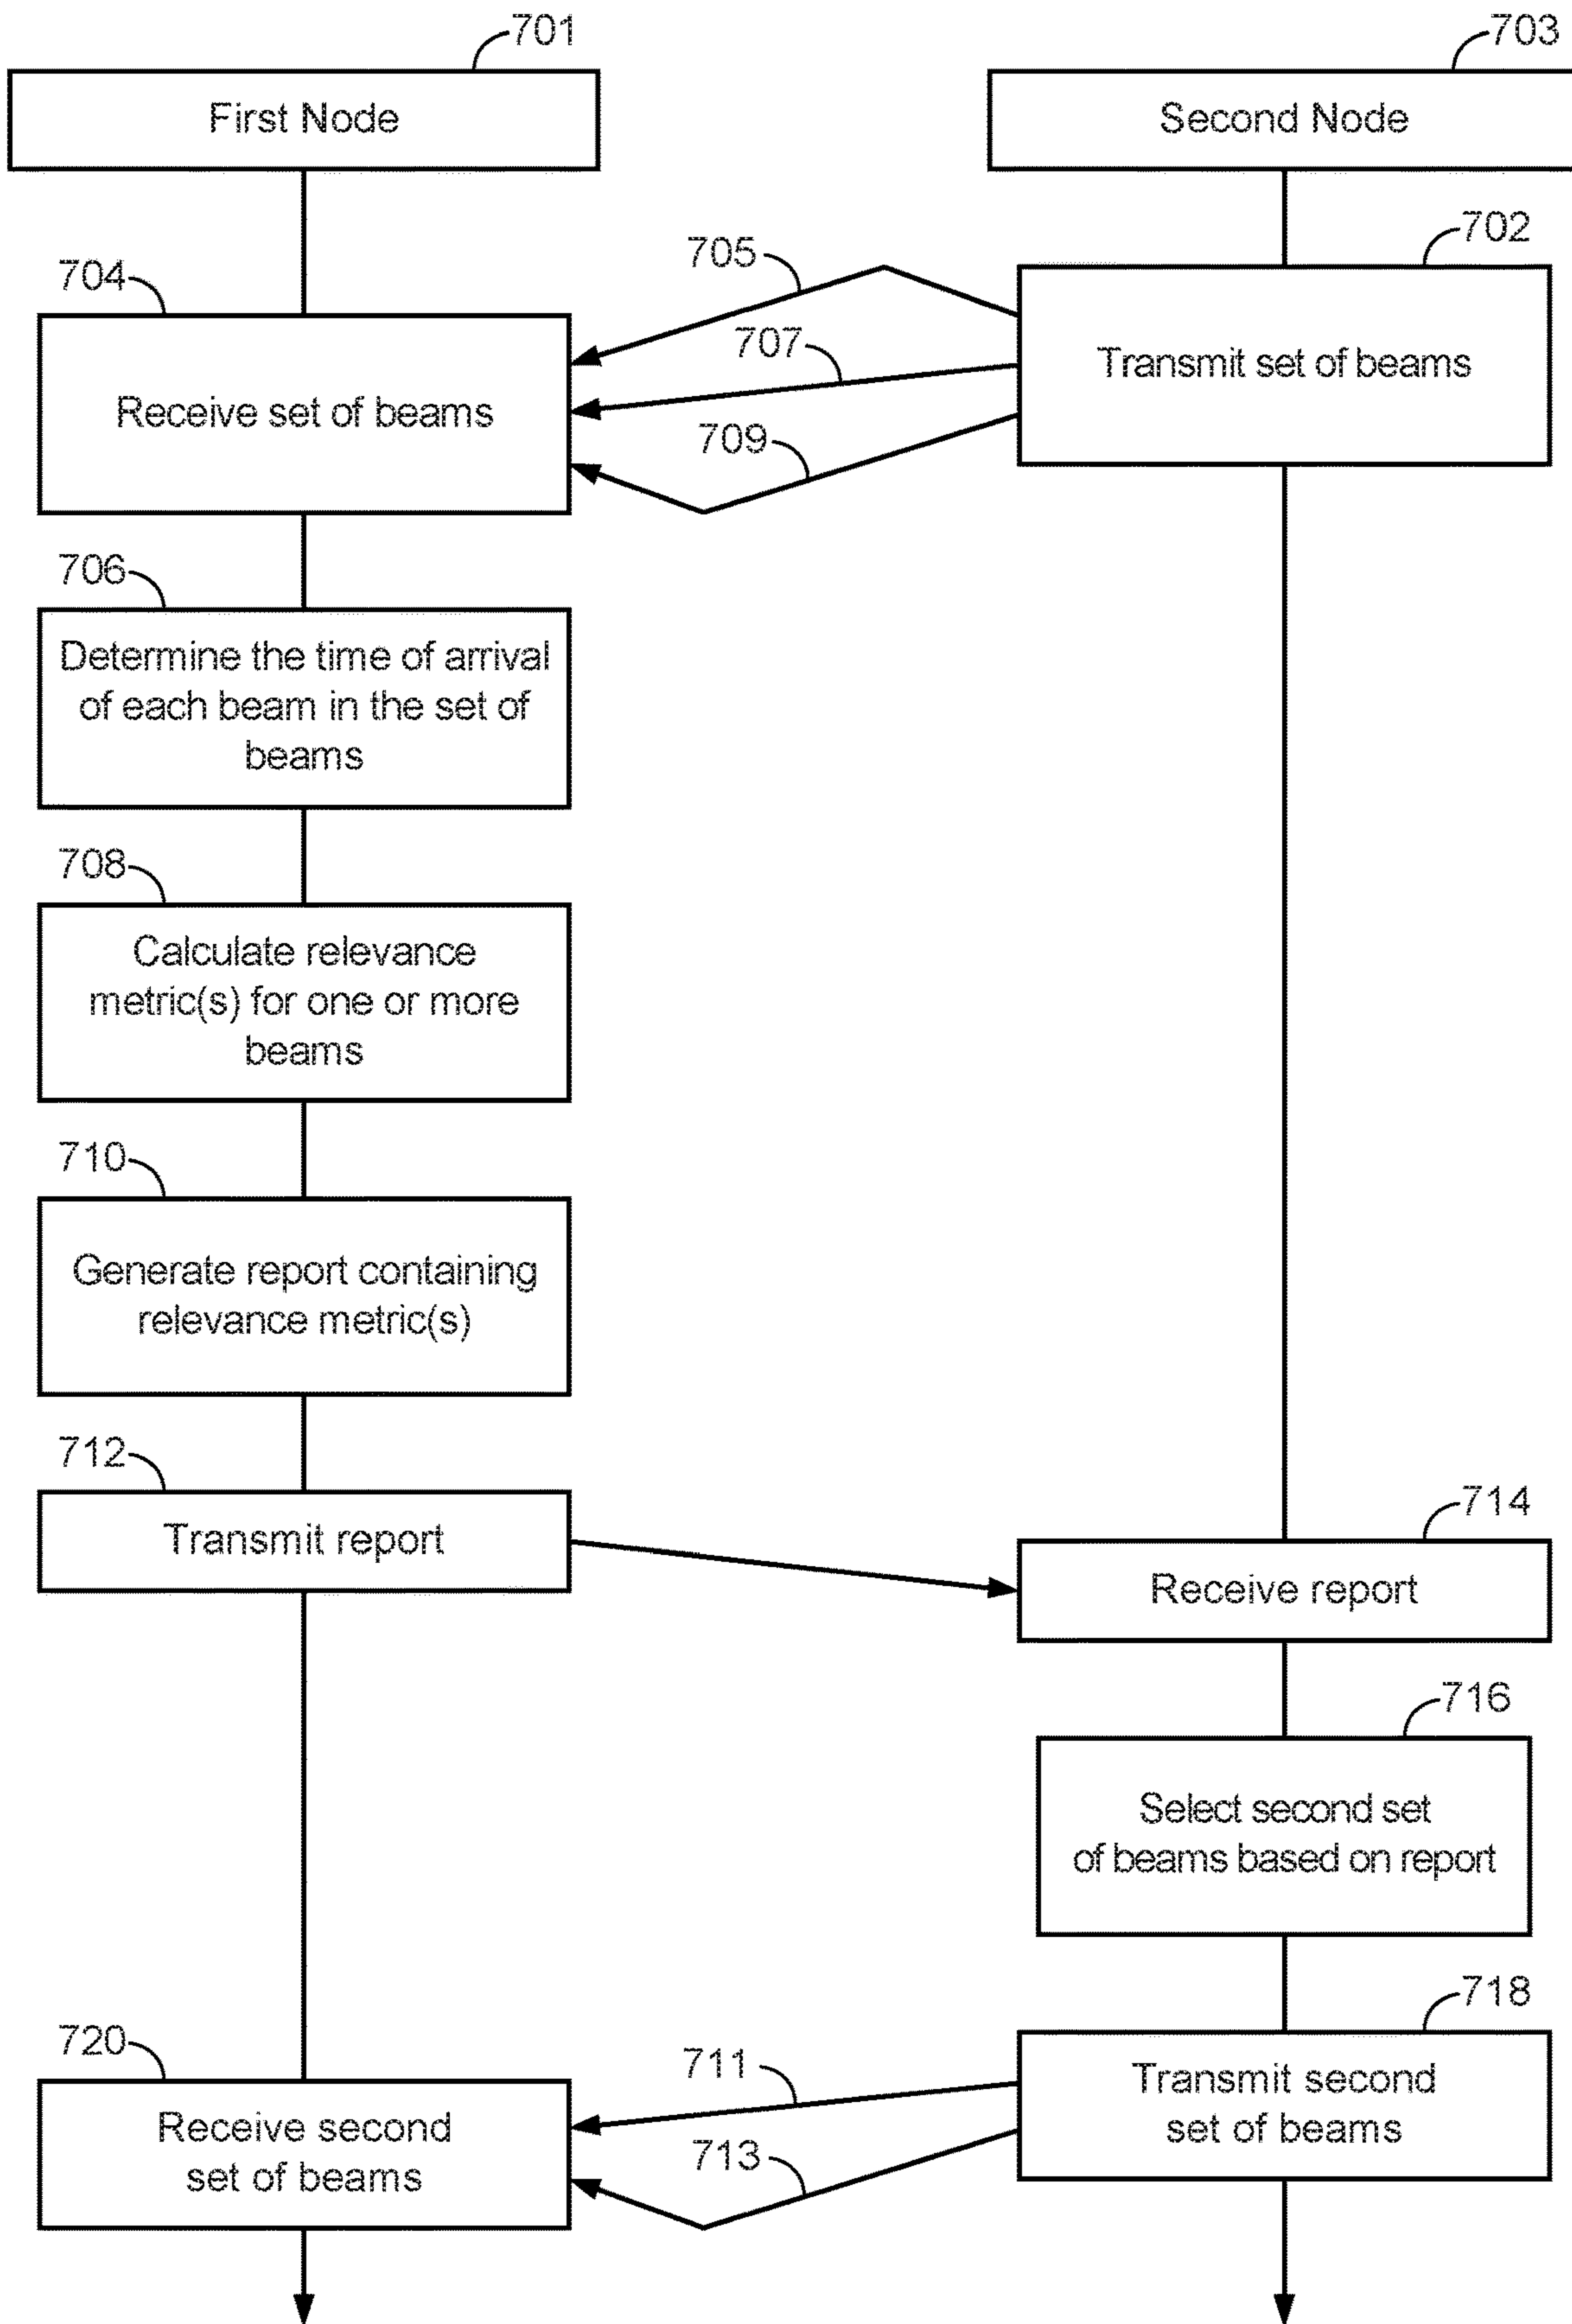 701
703
First Node
Second Node
702
705
704
707
Transmit set of beams
Receive set of beams
709
706
Determine the time of arrival
of each beam in the set of
beams
708
Calculate relevance
metric(s) for one or more
beams
710
Generate report containing
relevance metric(s)
712
714
Transmit report
Receive report
716
Select second set
of beams based on report
718
720
711
Transmit second
set of beams
Receive second
set of beams
713